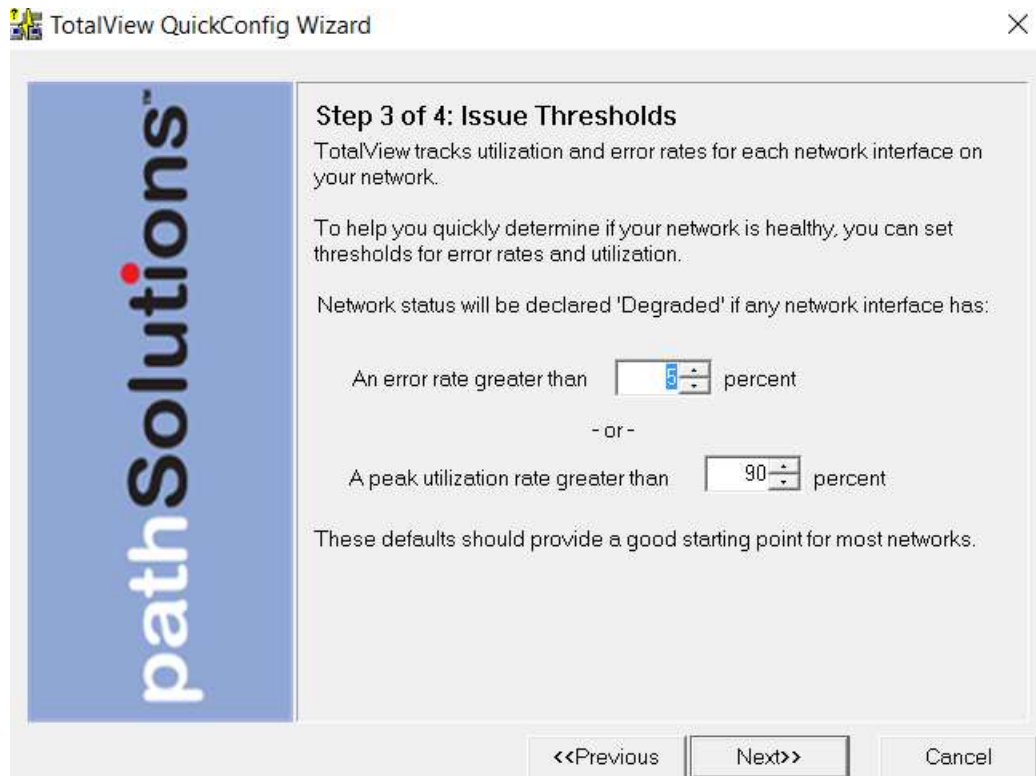 TotalView QuickConfig Wizard
pathSolutions™
Step 3 of 4: Issue Thresholds
TotalView tracks utilization and error rates for each network interface on
your network.
To help you quickly determine if your network is healthy, you can set
thresholds for error rates and utilization.
Network status will be declared 'Degraded' if any network interface has:
An error rate greater than 5 percent
- or -
A peak utilization rate greater than 90 percent
These defaults should provide a good starting point for most networks.
<<Previous Next>> Cancel